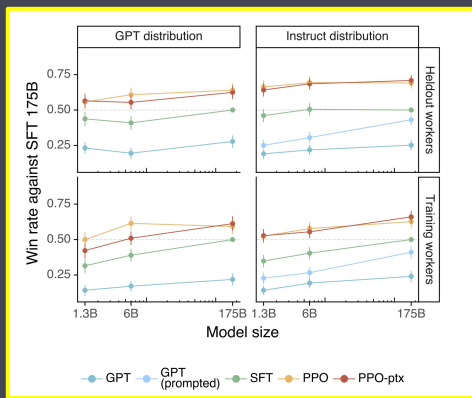 GPT distribution
Instruct distribution
0.75
0.50
0.25
Heldout workers
Win rate against SFT 175B
0.75
0.50
0.25
Training workers
1.3B
6B
175B
1.3B
6B
175B
Model size
GPT
GPT
(prompted)
SFT
PPO
PPO-ptx